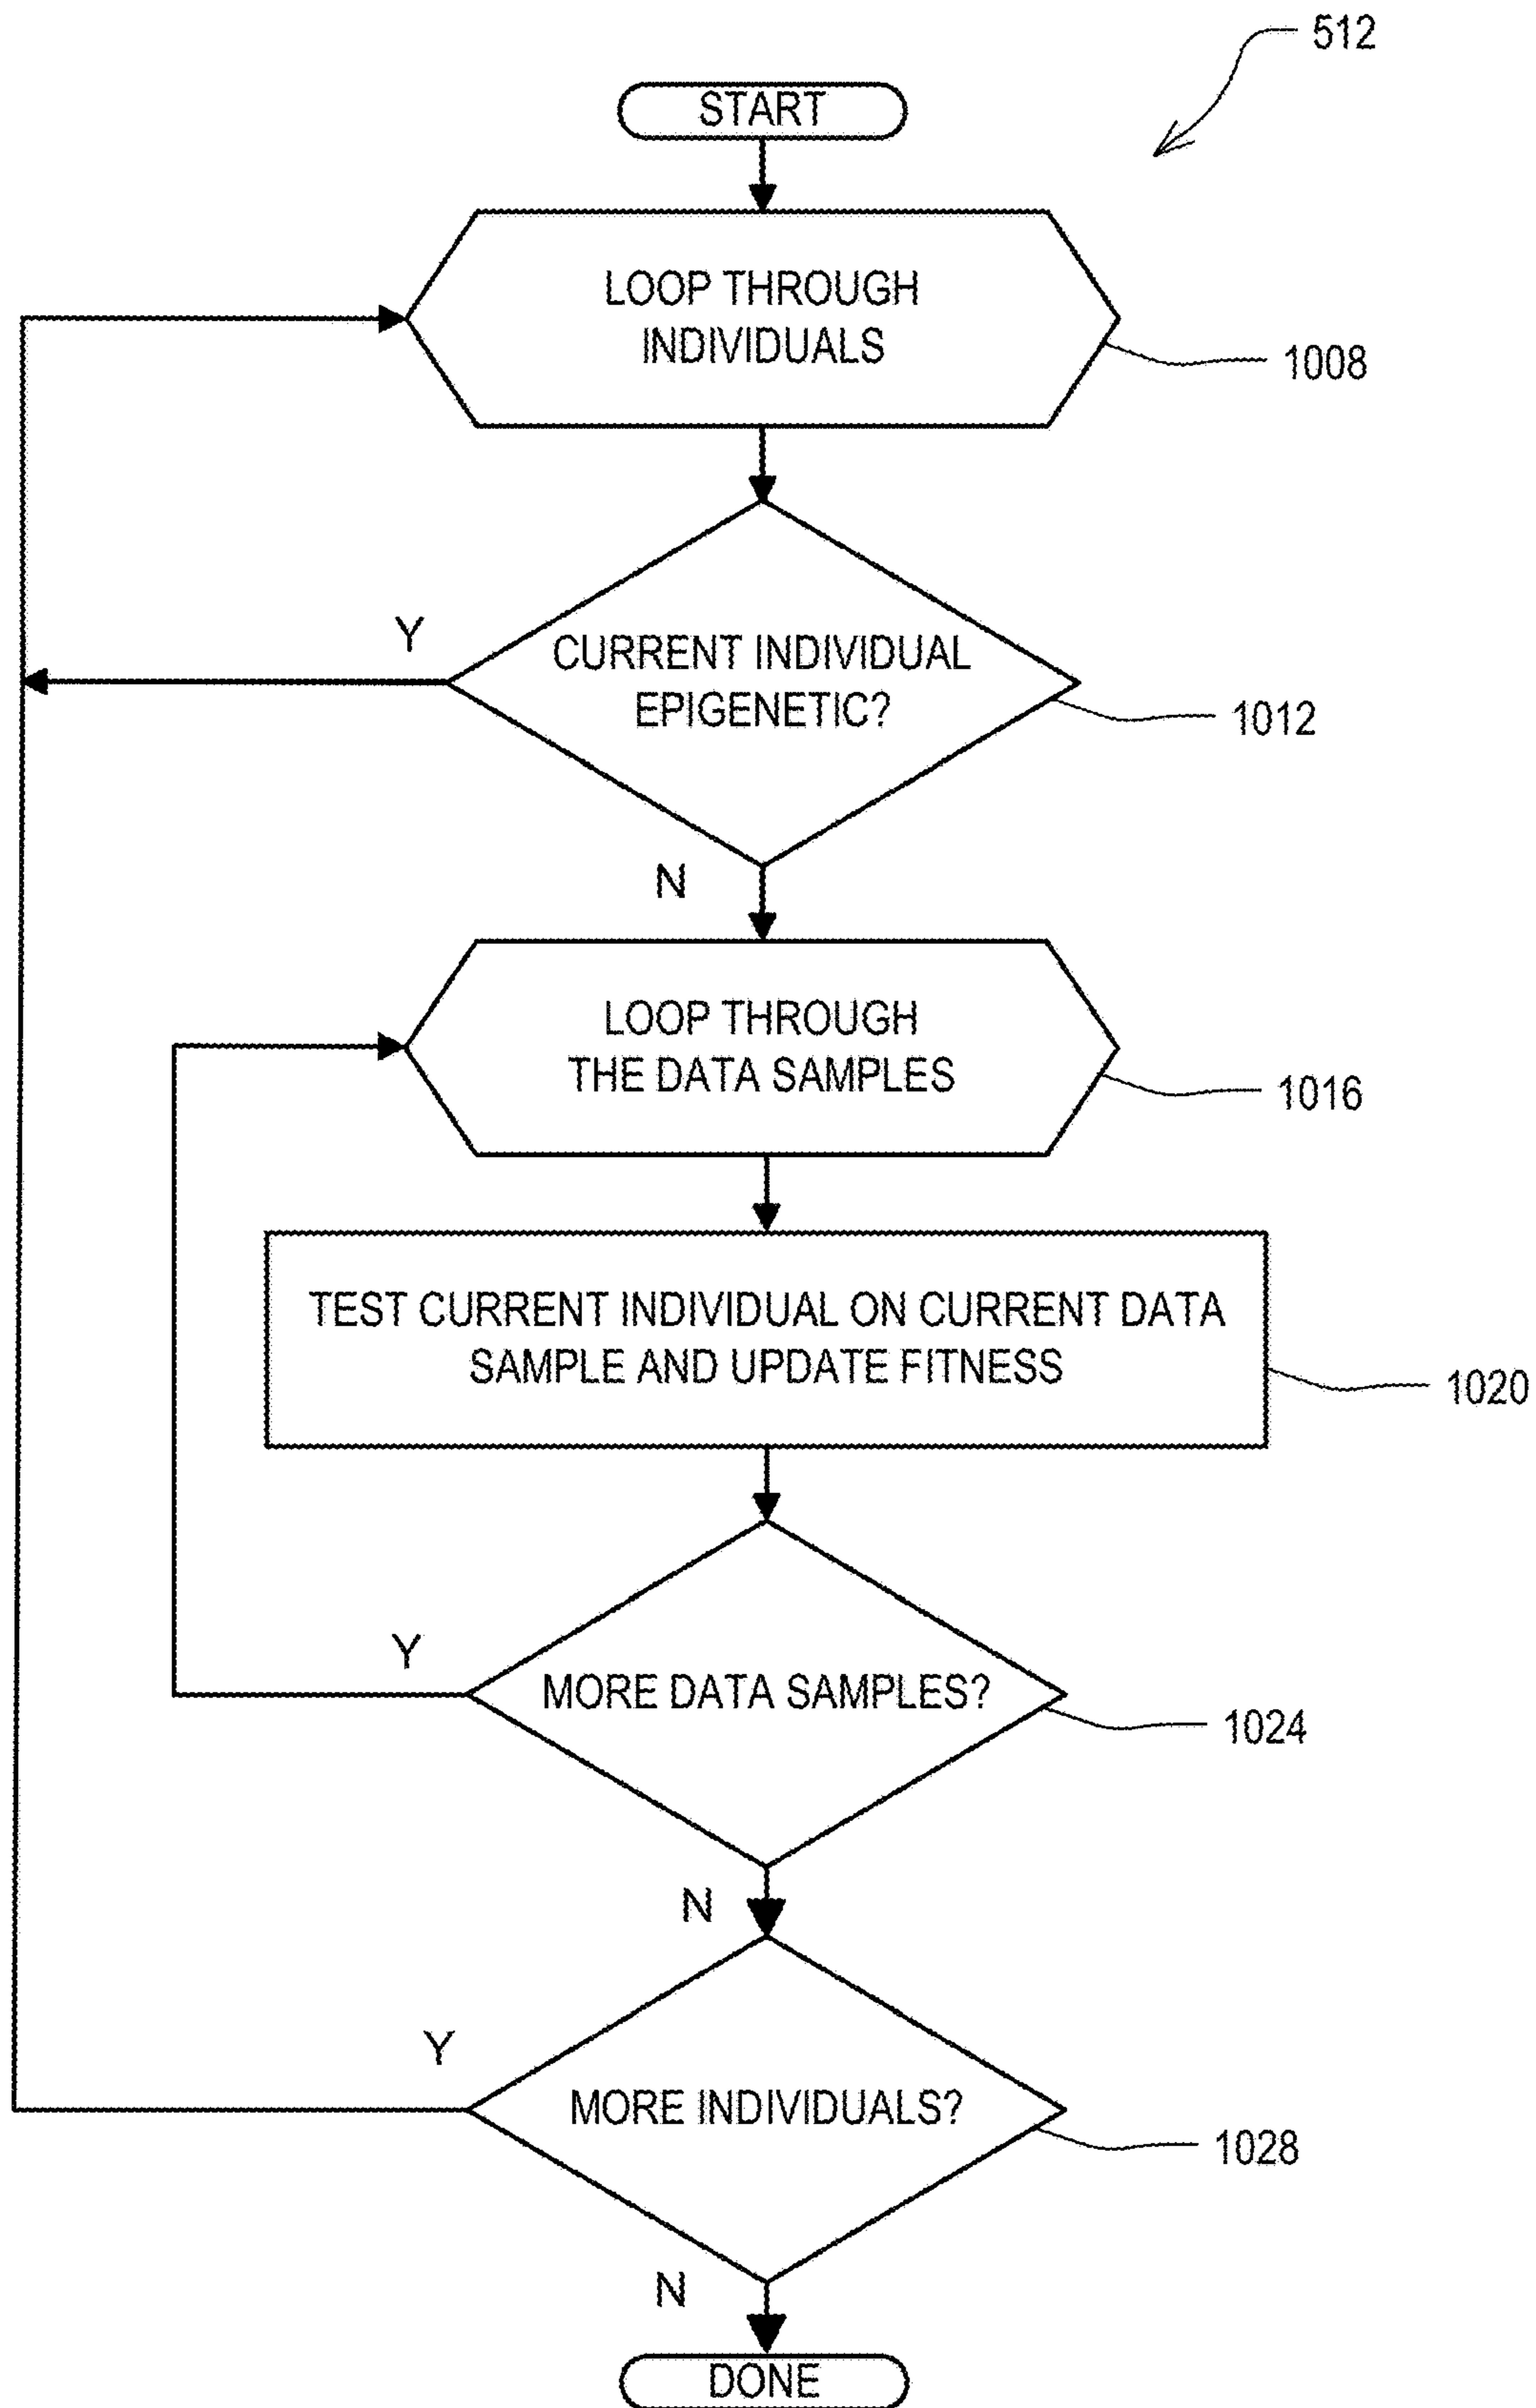 512
START
LOOP THROUGH
INDIVIDUALS
1008
Y
CURRENT INDIVIDUAL
EPIGENETIC?
1012
N
LOOP THROUGH
THE DATA SAMPLES
1016
TEST CURRENT INDIVIDUAL ON CURRENT DATA
SAMPLE AND UPDATE FITNESS
1020
Y
MORE DATA SAMPLES?
1024
N
Y
MORE INDIVIDUALS?
1028
N
DONE